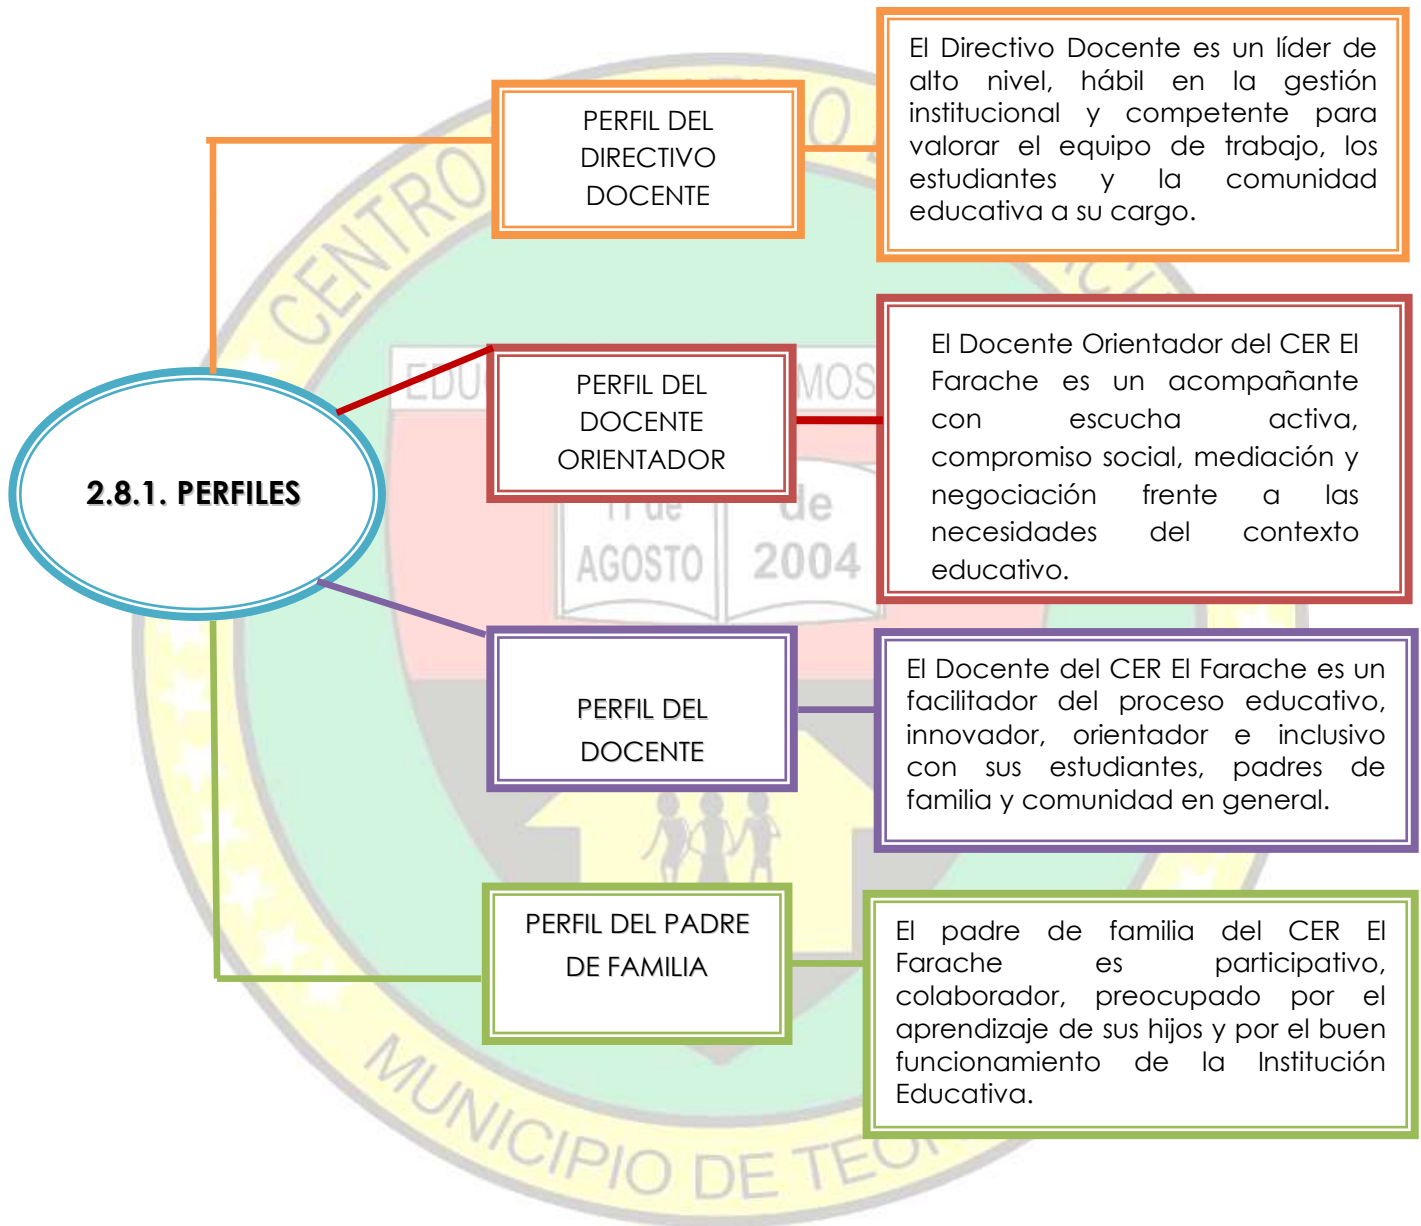 PERFIL DEL
DIRECTIVO
DOCENTE
El Directivo Docente es un líder de
alto nivel, hábil en la gestión
institucional y competente para
valorar el equipo de trabajo, los
estudiantes y la comunidad
educativa a su cargo.
2.8.1. PERFILES
PERFIL DEL
DOCENTE
ORIENTADOR
El Docente Orientador del CER El
Farache es un acompañante
con escucha activa,
compromiso social, mediación y
negociación frente a las
necesidades del contexto
educativo.
PERFIL DEL
DOCENTE
El Docente del CER El Farache es un
facilitador del proceso educativo,
innovador, orientador e inclusivo
con sus estudiantes, padres de
familia y comunidad en general.
PERFIL DEL PADRE
DE FAMILIA
El padre de familia del CER El
Farache es participativo,
colaborador, preocupado por el
aprendizaje de sus hijos y por el buen
funcionamiento de la Institución
Educativa.
CENTRO
11 de
AGOSTO
de
2004
MUNICIPIO DE